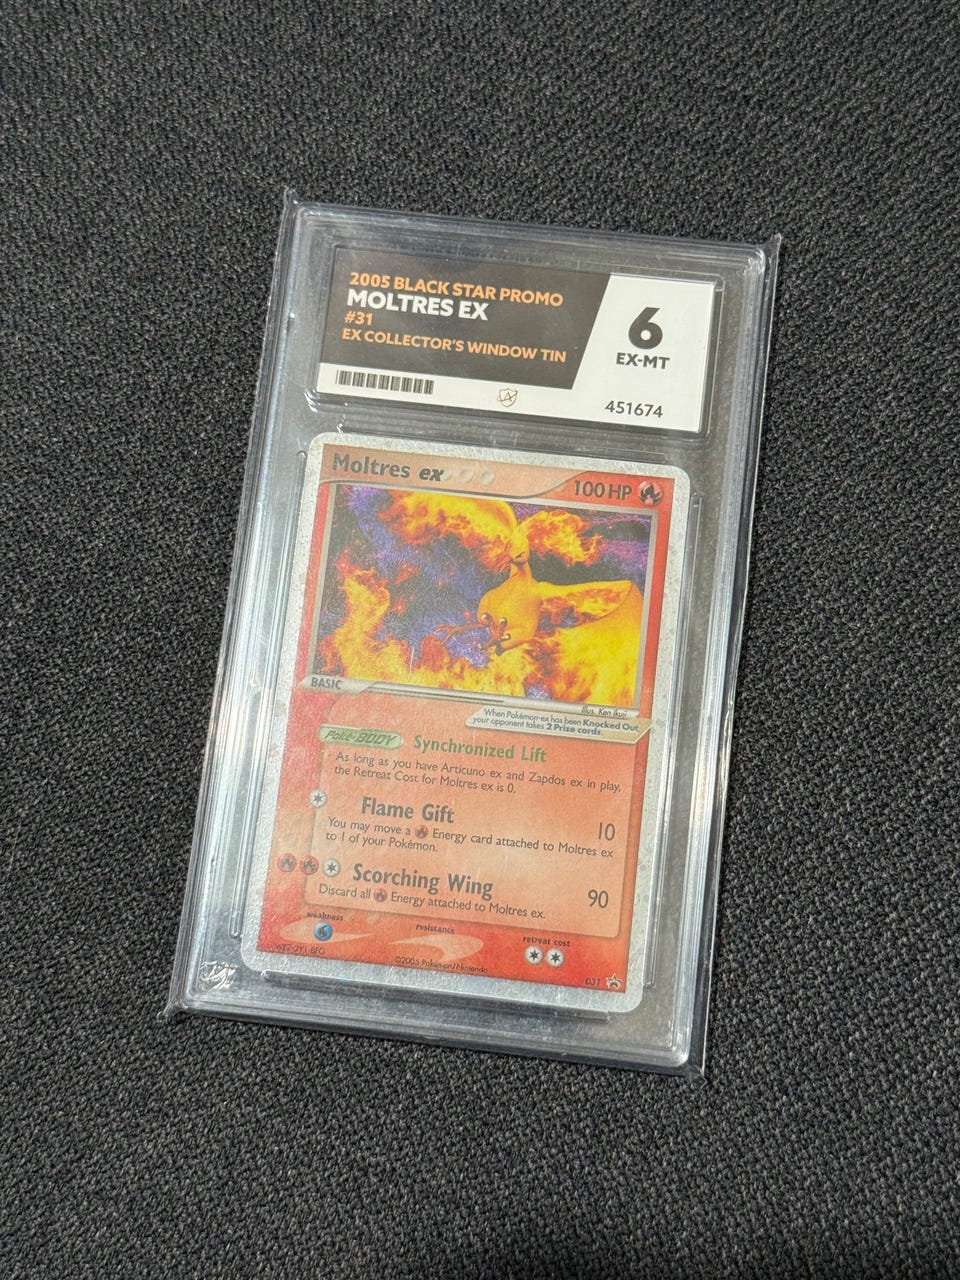 2005 BLACK STAR PROMO
MOLTRES EX
#31
EX COLLECTOR'S WINDOW TIN
6
EX-MT
451674
Moltres ex
100 HP
BASIC
Illus. Ken Ikuji
When Pokémon-ex has been Knocked Out,
your opponent takes 2 Prize cards.
Poké-BODY Synchronized Lift
As long as you have Articuno ex and Zapdos ex in play,
the Retreat Cost for Moltres ex is 0.
Flame Gift 10
You may move a Energy card attached to Moltres ex
to 1 of your Pokémon.
Scorching Wing 90
Discard all Energy attached to Moltres ex.
weakness
resistance
retreat cost
©2005 Pokémon/Nintendo
031